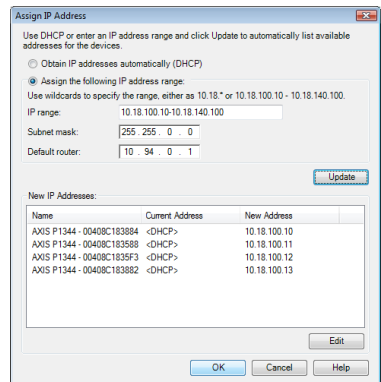 Assign IP Address
Use DHCP or enter an IP address range and click Update to automatically list available
addresses for the devices.
Obtain IP addresses automatically (DHCP)
Assign the following IP address range:
Use wildcards to specify the range, either as 10.18.* or 10.18.100.10 - 10.18.140.100.
IP range: 10.18.100.10-10.18.140.100
Subnet mask: 255 . 255 . 0 . 0
Default router: 10 . 94 . 0 . 1
Update
New IP Addresses:
Name Current Address New Address
AXIS P1344 - 00408C183884 <DHCP> 10.18.100.10
AXIS P1344 - 00408C183588 <DHCP> 10.18.100.11
AXIS P1344 - 00408C1835F3 <DHCP> 10.18.100.12
AXIS P1344 - 00408C183882 <DHCP> 10.18.100.13
Edit
OK Cancel Help